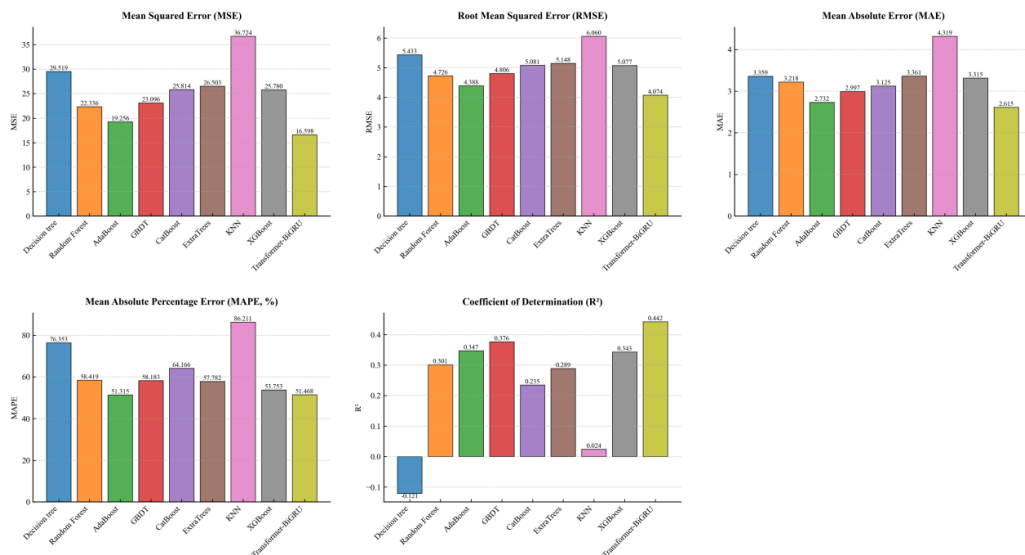 Mean Squared Error (MSE)
MSE
35
30
25
20
15
10
5
0
29.519
22.336
19.256
23.096
25.814
26.503
36.724
25.780
16.598
Decision tree
Random Forest
AdaBoost
GBDT
CatBoost
ExtraTrees
KNN
XGBoost
Transformer-BiGRU
Root Mean Squared Error (RMSE)
RMSE
6
5
4
3
2
1
0
5.433
4.726
4.388
4.806
5.081
5.148
6.060
5.077
4.074
Decision tree
Random Forest
AdaBoost
GBDT
CatBoost
ExtraTrees
KNN
XGBoost
Transformer-BiGRU
Mean Absolute Error (MAE)
MAE
4
3
2
1
0
3.359
3.218
2.732
2.997
3.125
3.361
4.319
3.315
2.615
Decision tree
Random Forest
AdaBoost
GBDT
CatBoost
ExtraTrees
KNN
XGBoost
Transformer-BiGRU
Mean Absolute Percentage Error (MAPE, %)
MAPE
80
60
40
20
0
76.353
58.419
51.315
58.183
64.166
57.782
86.211
53.753
51.468
Decision tree
Random Forest
AdaBoost
GBDT
CatBoost
ExtraTrees
KNN
XGBoost
Transformer-BiGRU
Coefficient of Determination (R²)
R²
0.4
0.3
0.2
0.1
0.0
−0.1
-0.121
0.301
0.347
0.376
0.235
0.289
0.024
0.343
0.442
Decision tree
Random Forest
AdaBoost
GBDT
CatBoost
ExtraTrees
KNN
XGBoost
Transformer-BiGRU